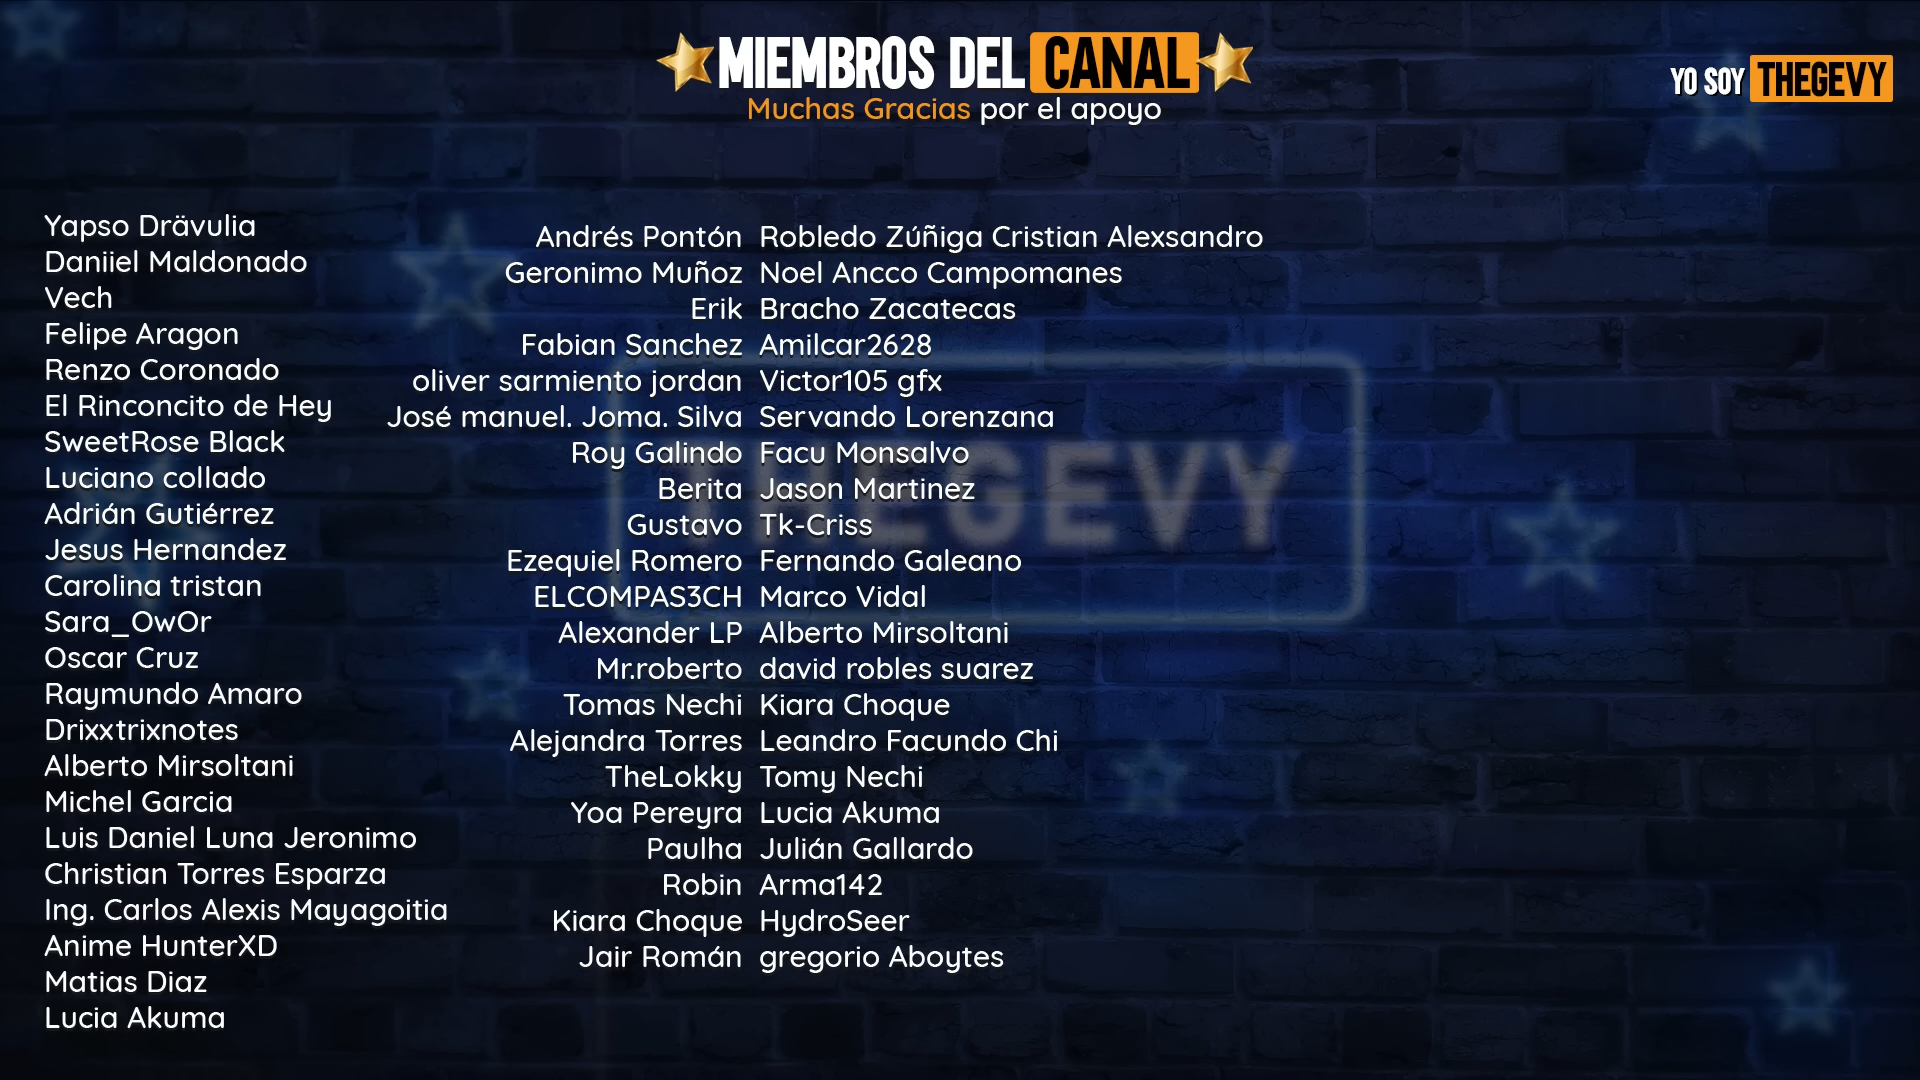 MIEMBROS DEL CANAL
Muchas Gracias por el apoyo
YO SOY THEGEVY
Yapso Drävulia
Daniiel Maldonado
Vech
Felipe Aragon
Renzo Coronado
El Rinconcito de Hey
SweetRose Black
Luciano collado
Adrián Gutiérrez
Jesus Hernandez
Carolina tristan
Sara_OwOr
Oscar Cruz
Raymundo Amaro
Drixxtrixnotes
Alberto Mirsoltani
Michel Garcia
Luis Daniel Luna Jeronimo
Christian Torres Esparza
Ing. Carlos Alexis Mayagoitia
Anime HunterXD
Matias Diaz
Lucia Akuma
Andrés Pontón
Geronimo Muñoz
Erik
Fabian Sanchez
oliver sarmiento jordan
José manuel. Joma. Silva
Roy Galindo
Berita
Gustavo
Ezequiel Romero
ELCOMPAS3CH
Alexander LP
Mr.roberto
Tomas Nechi
Alejandra Torres
TheLokky
Yoa Pereyra
Paulha
Robin
Kiara Choque
Jair Román
Robledo Zúñiga Cristian Alexsandro
Noel Ancco Campomanes
Bracho Zacatecas
Amilcar2628
Victor105 gfx
Servando Lorenzana
Facu Monsalvo
Jason Martinez
Tk-Criss
Fernando Galeano
Marco Vidal
Alberto Mirsoltani
david robles suarez
Kiara Choque
Leandro Facundo Chi
Tomy Nechi
Lucia Akuma
Julián Gallardo
Arma142
HydroSeer
gregorio Aboytes
THEGEVY